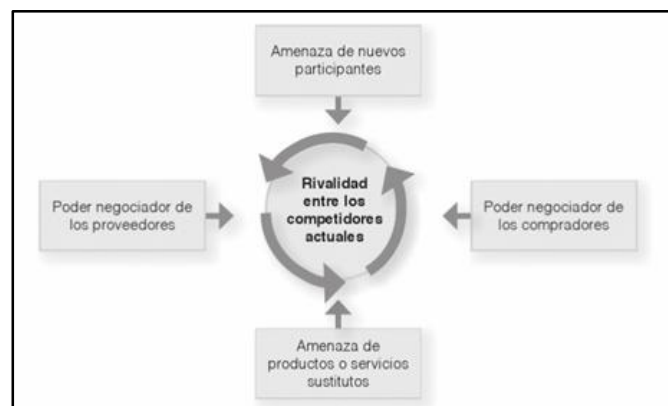 Amenaza de nuevos
participantes
Poder negociador de
los proveedores
Rivalidad
entre los
competidores
actuales
Poder negociador de
los compradores
Amenaza de
productos o servicios
sustitutos